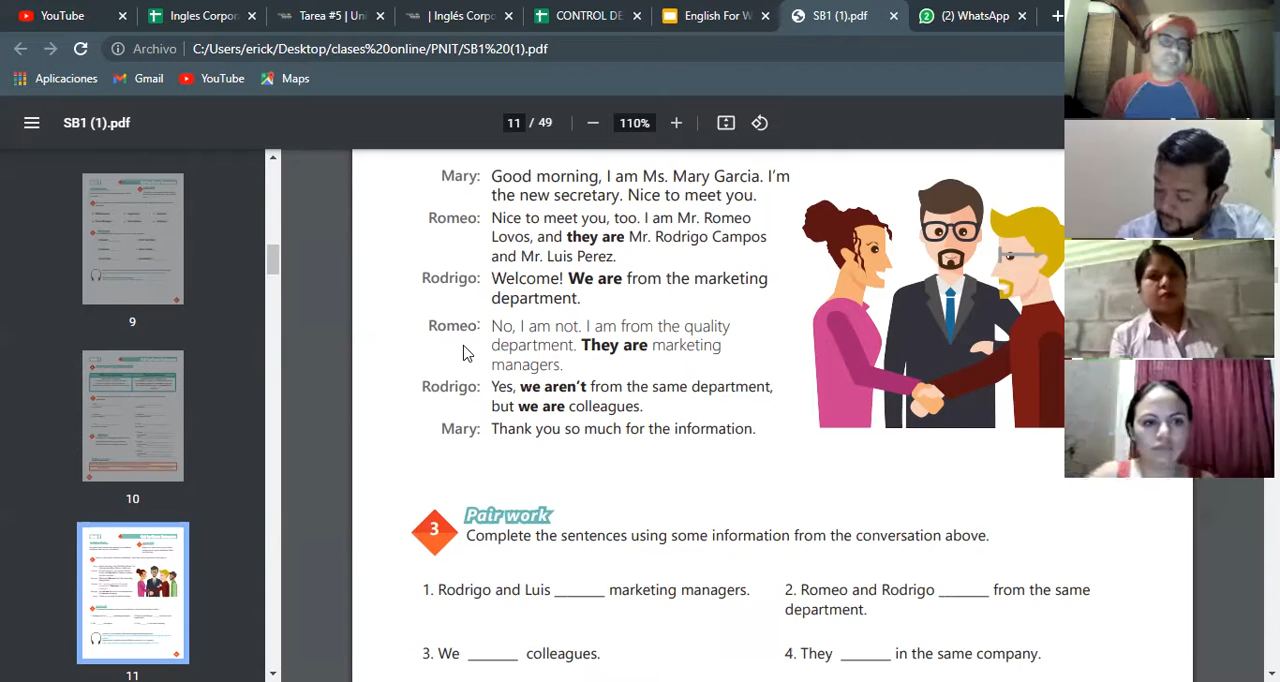 YouTube
Ingles Corpor
Tarea #5 | Uni
| Inglés Corpo
CONTROL DE
English For W
SB1 (1).pdf
(2) WhatsApp
Archivo
C:/Users/erick/Desktop/clases%20online/PNIT/SB1%20(1).pdf
Aplicaciones
Gmail
YouTube
Maps
SB1 (1).pdf
11 / 49
110%
9
10
11
Mary: Good morning, I am Ms. Mary Garcia. I'm
the new secretary. Nice to meet you.
Romeo: Nice to meet you, too. I am Mr. Romeo
Lovos, and they are Mr. Rodrigo Campos
and Mr. Luis Perez.
Rodrigo: Welcome! We are from the marketing
department.
Romeo: No, I am not. I am from the quality
department. They are marketing
managers.
Rodrigo: Yes, we aren't from the same department,
but we are colleagues.
Mary: Thank you so much for the information.
3
Pair work
Complete the sentences using some information from the conversation above.
1. Rodrigo and Luis _______ marketing managers.
2. Romeo and Rodrigo _______ from the same
department.
3. We _______ colleagues.
4. They _______ in the same company.